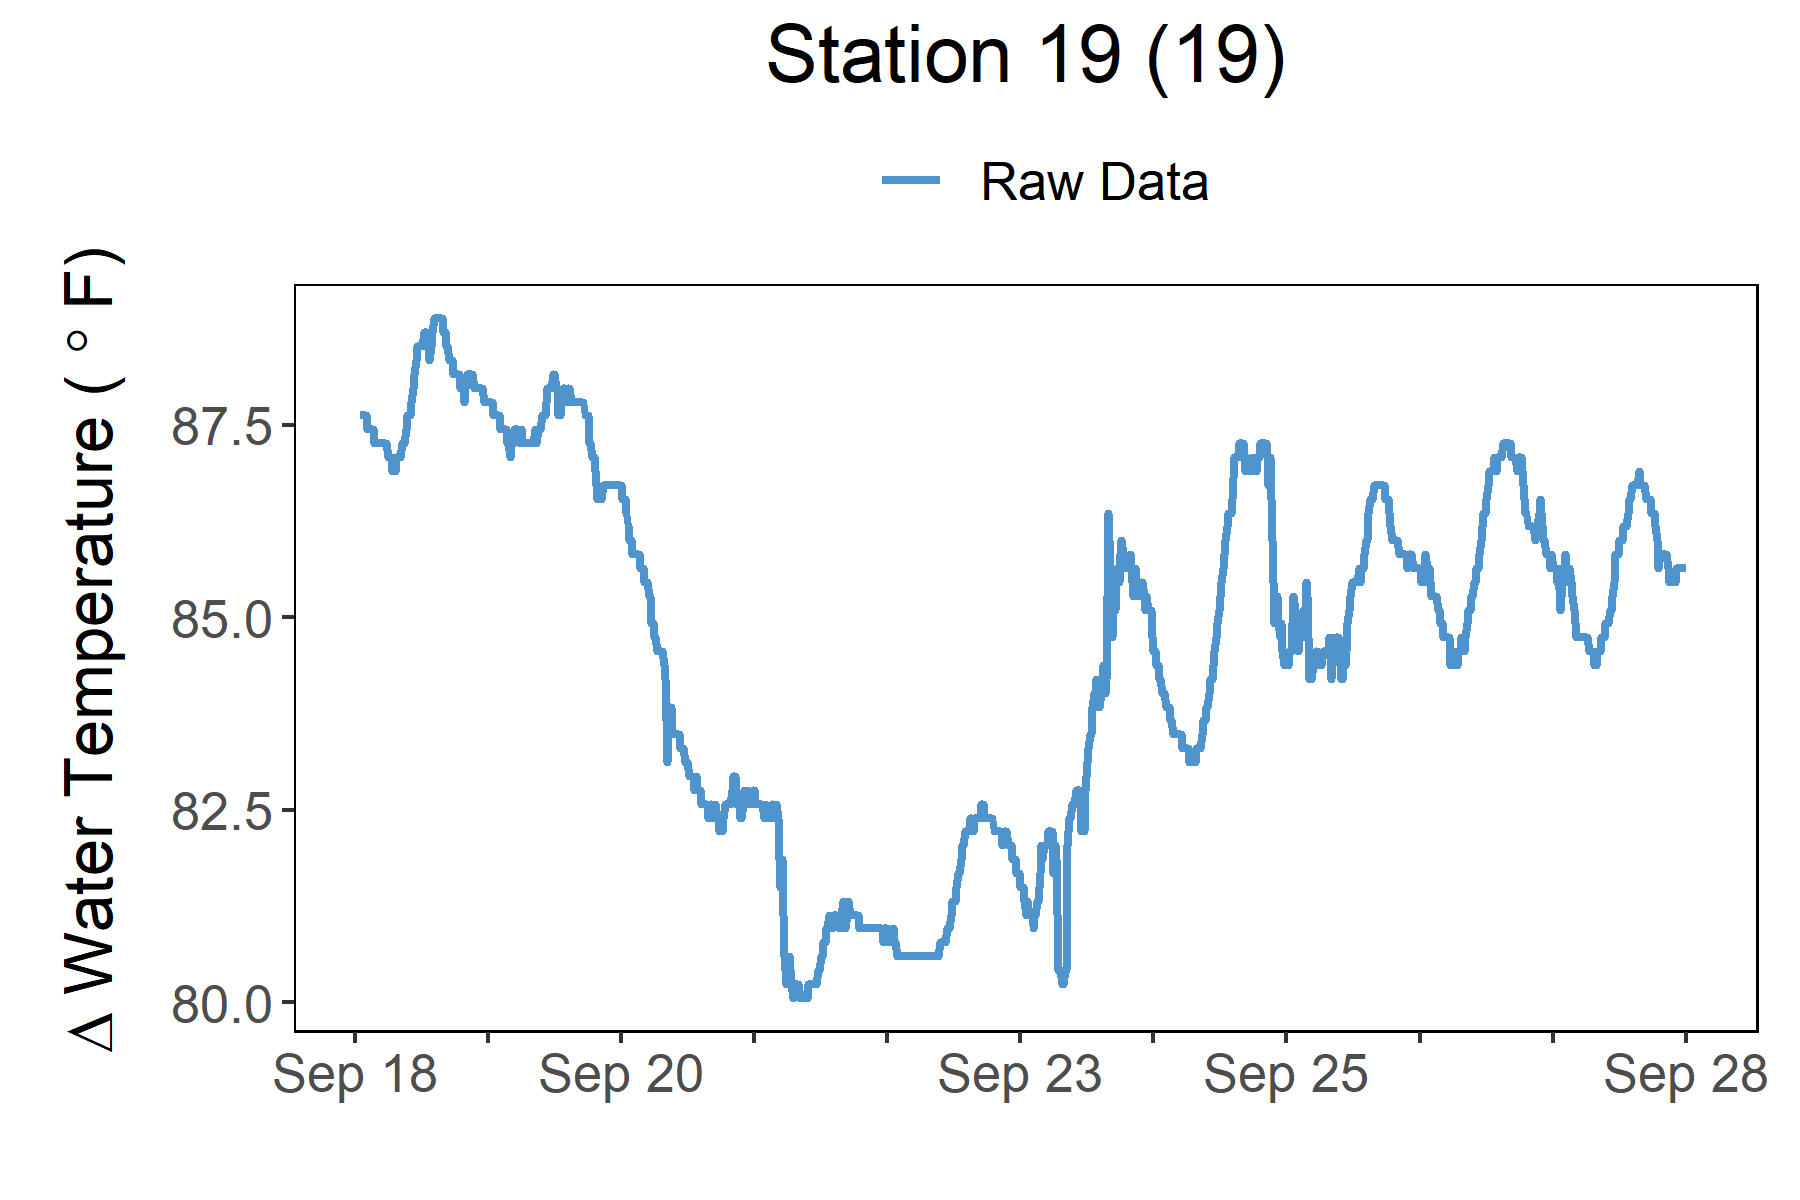 Station 19 (19)
Raw Data
Δ Water Temperature ( ° F)
87.5
85.0
82.5
80.0
Sep 18 Sep 20 Sep 23 Sep 25 Sep 28